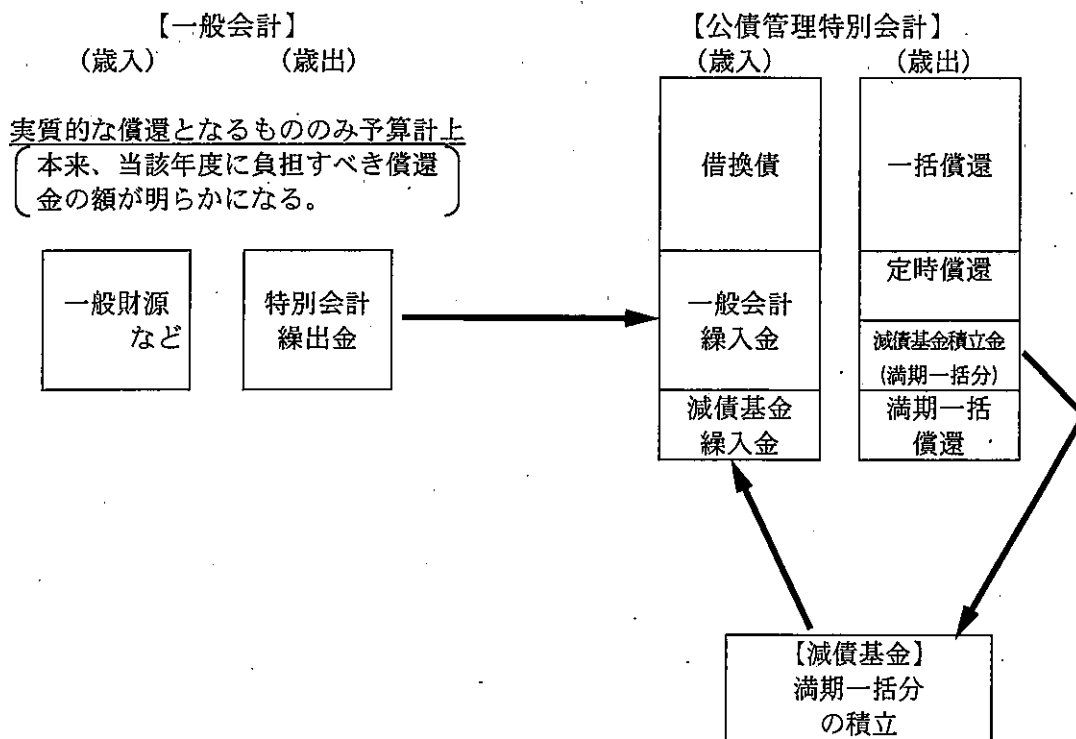 【一般会計】
(歳入)
(歳出)
実質的な償還となるもののみ予算計上
本来、当該年度に負担すべき償還
金の額が明らかになる。
一般財源
など
特別会計
繰出金
【公債管理特別会計】
(歳入)
(歳出)
借換債
一般会計
繰入金
減債基金
繰入金
一括償還
定時償還
減債基金積立金
(満期一括分)
満期一括
償還
【減債基金】
満期一括分
の積立